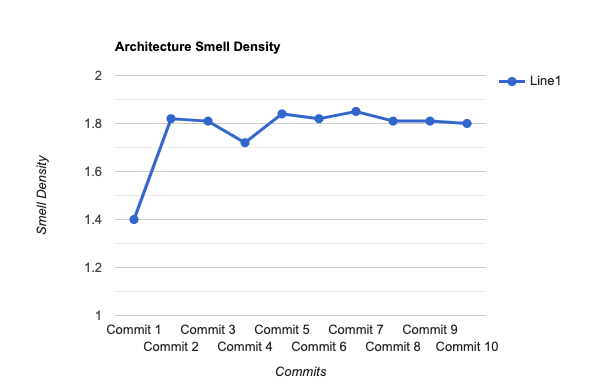 Architecture Smell Density
2
Line1
1.8
1.6
Smell Density
1.4
1.2
1
Commit 1 Commit 3 Commit 5 Commit 7 Commit 9
Commit 2 Commit 4 Commit 6 Commit 8 Commit 10
Commits